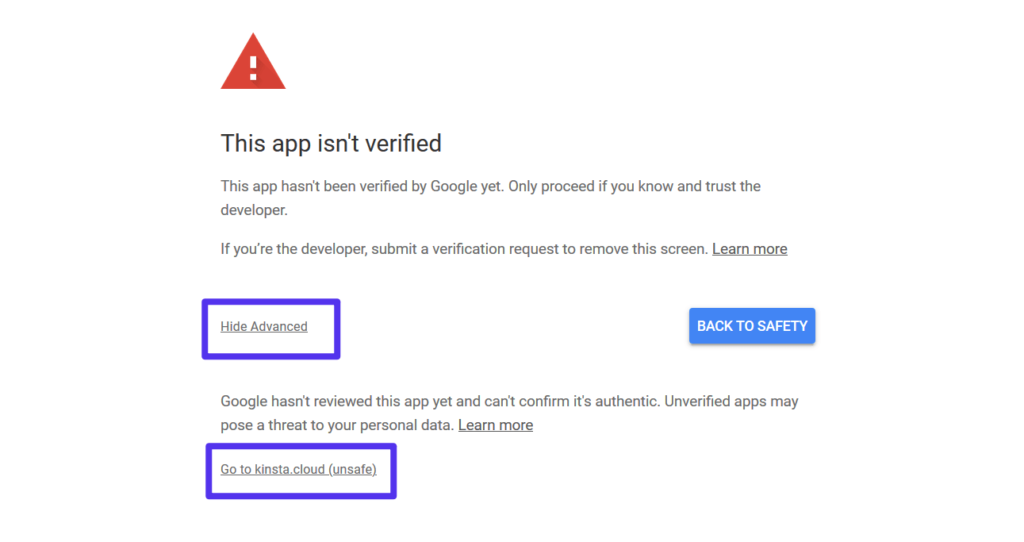 This app isn't verified
This app hasn't been verified by Google yet. Only proceed if you know and trust the
developer.
If you’re the developer, submit a verification request to remove this screen. Learn more
Hide Advanced
BACK TO SAFETY
Google hasn't reviewed this app yet and can't confirm it's authentic. Unverified apps may
pose a threat to your personal data. Learn more
Go to kinsta.cloud (unsafe)